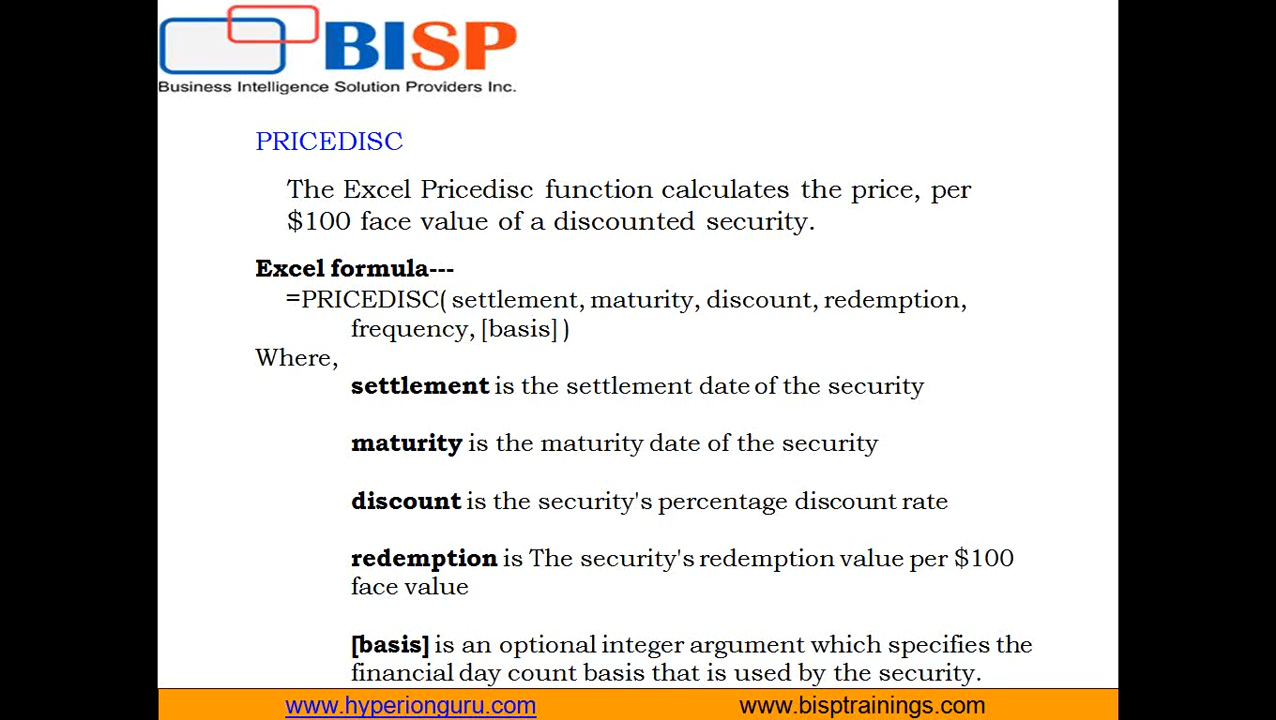 BISP
Business Intelligence Solution Providers Inc.
PRICEDISC
The Excel Pricedisc function calculates the price, per
$100 face value of a discounted security.
Excel formula---
=PRICEDISC( settlement, maturity, discount, redemption,
frequency, [basis] )
Where,
settlement is the settlement date of the security
maturity is the maturity date of the security
discount is the security's percentage discount rate
redemption is The security's redemption value per $100
face value
[basis] is an optional integer argument which specifies the
financial day count basis that is used by the security.
www.hyperionguru.com www.bisptrainings.com